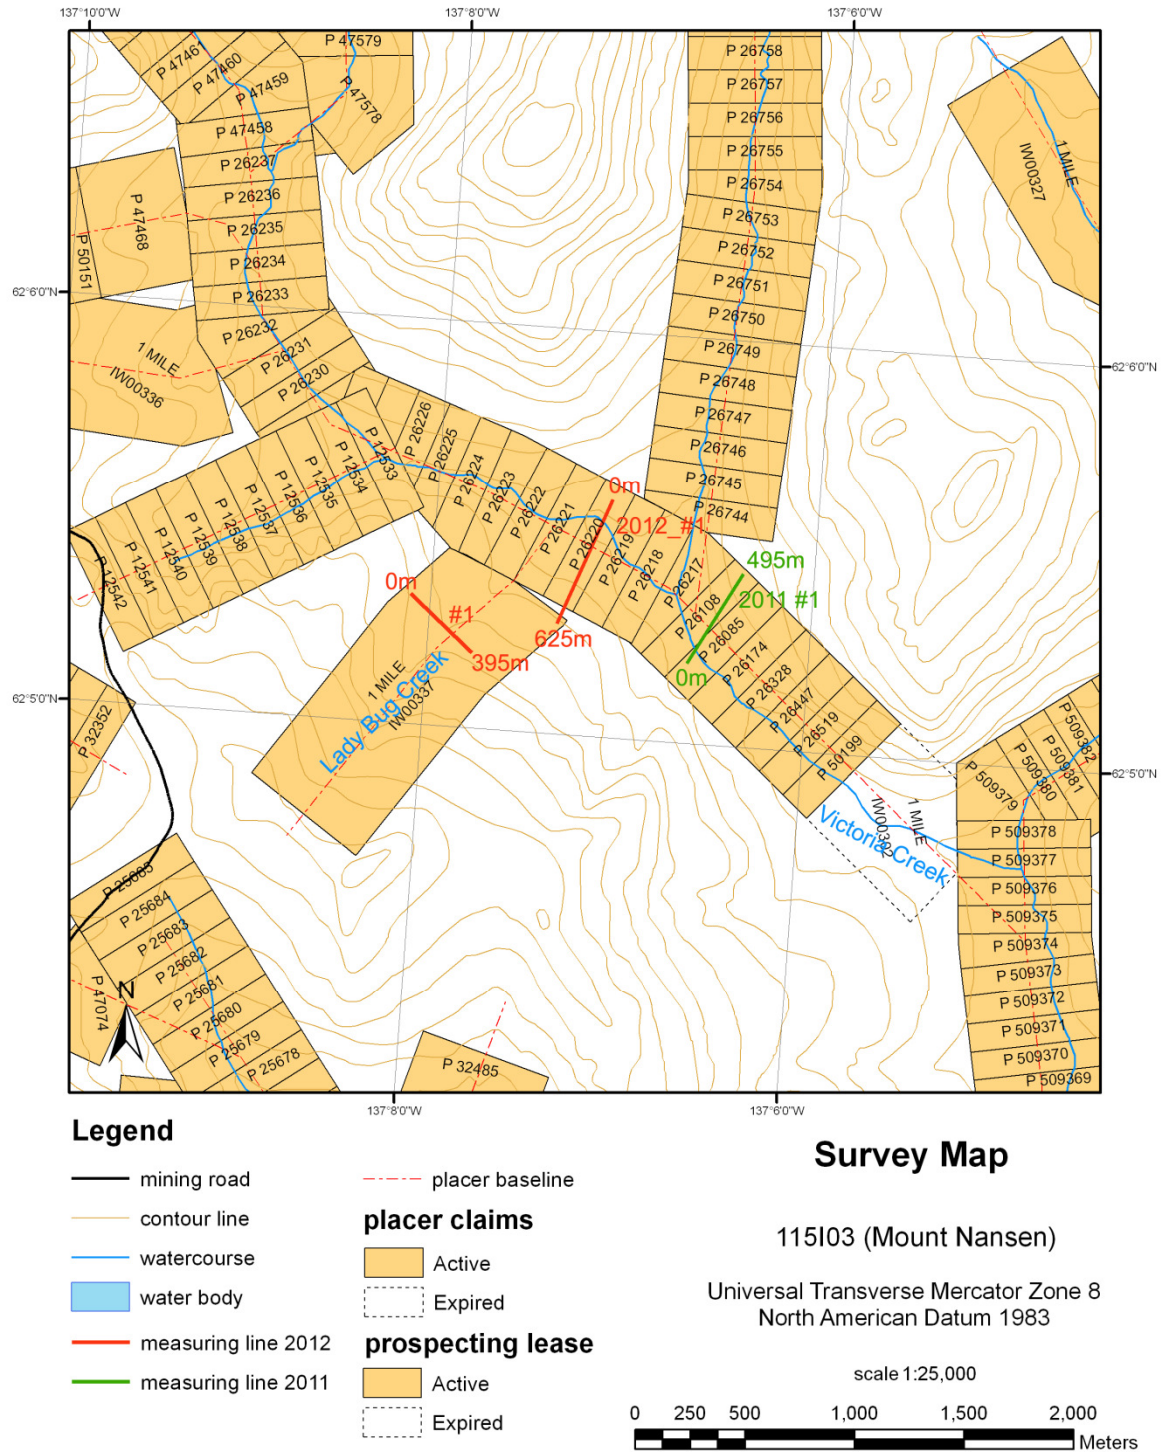 137°10'0"W
137°8'0"W
137°6'0"W
P 47461
P 47460
P 47459
P 47579
P 47578
P 47458
P 26237
P 26236
P 26235
P 26234
P 26233
P 26232
P 26231
P 26230
P 47468
P 50151
1 MILE
IW00336
P 26758
P 26757
P 26756
P 26755
P 26754
P 26753
P 26752
P 26751
P 26750
P 26749
P 26748
P 26747
P 26746
P 26745
P 26744
1 MILE
IW00327
62°6'0"N
62°6'0"N
P 12533
P 12534
P 12535
P 12536
P 12537
P 12538
P 12539
P 12540
P 12541
P 12542
P 26226
P 26225
P 26224
P 26223
P 26222
P 26221
P 26220
P 26219
P 26218
P 26217
P 26108
P 26085
P 26174
P 26328
P 26447
P 26519
P 50199
0m
2012_#1
625m
0m
#1
395m
495m
2011 #1
0m
1 MILE
IW00337
Lady Bug Creek
62°5'0"N
62°5'0"N
P 32352
1 MILE
IW00302
Victoria Creek
P 509382
P 509381
P 509380
P 509379
P 509378
P 509377
P 509376
P 509375
P 509374
P 509373
P 509372
P 509371
P 509370
P 509369
P 25685
P 25684
P 25683
P 25682
P 25681
P 25680
P 25679
P 25678
P 47074
N
P 32485
137°8'0"W
137°6'0"W
Legend
mining road
contour line
watercourse
water body
measuring line 2012
measuring line 2011
placer baseline
placer claims
Active
Expired
prospecting lease
Active
Expired
Survey Map
115I03 (Mount Nansen)
Universal Transverse Mercator Zone 8
North American Datum 1983
scale 1:25,000
0 250 500 1,000 1,500 2,000
Meters